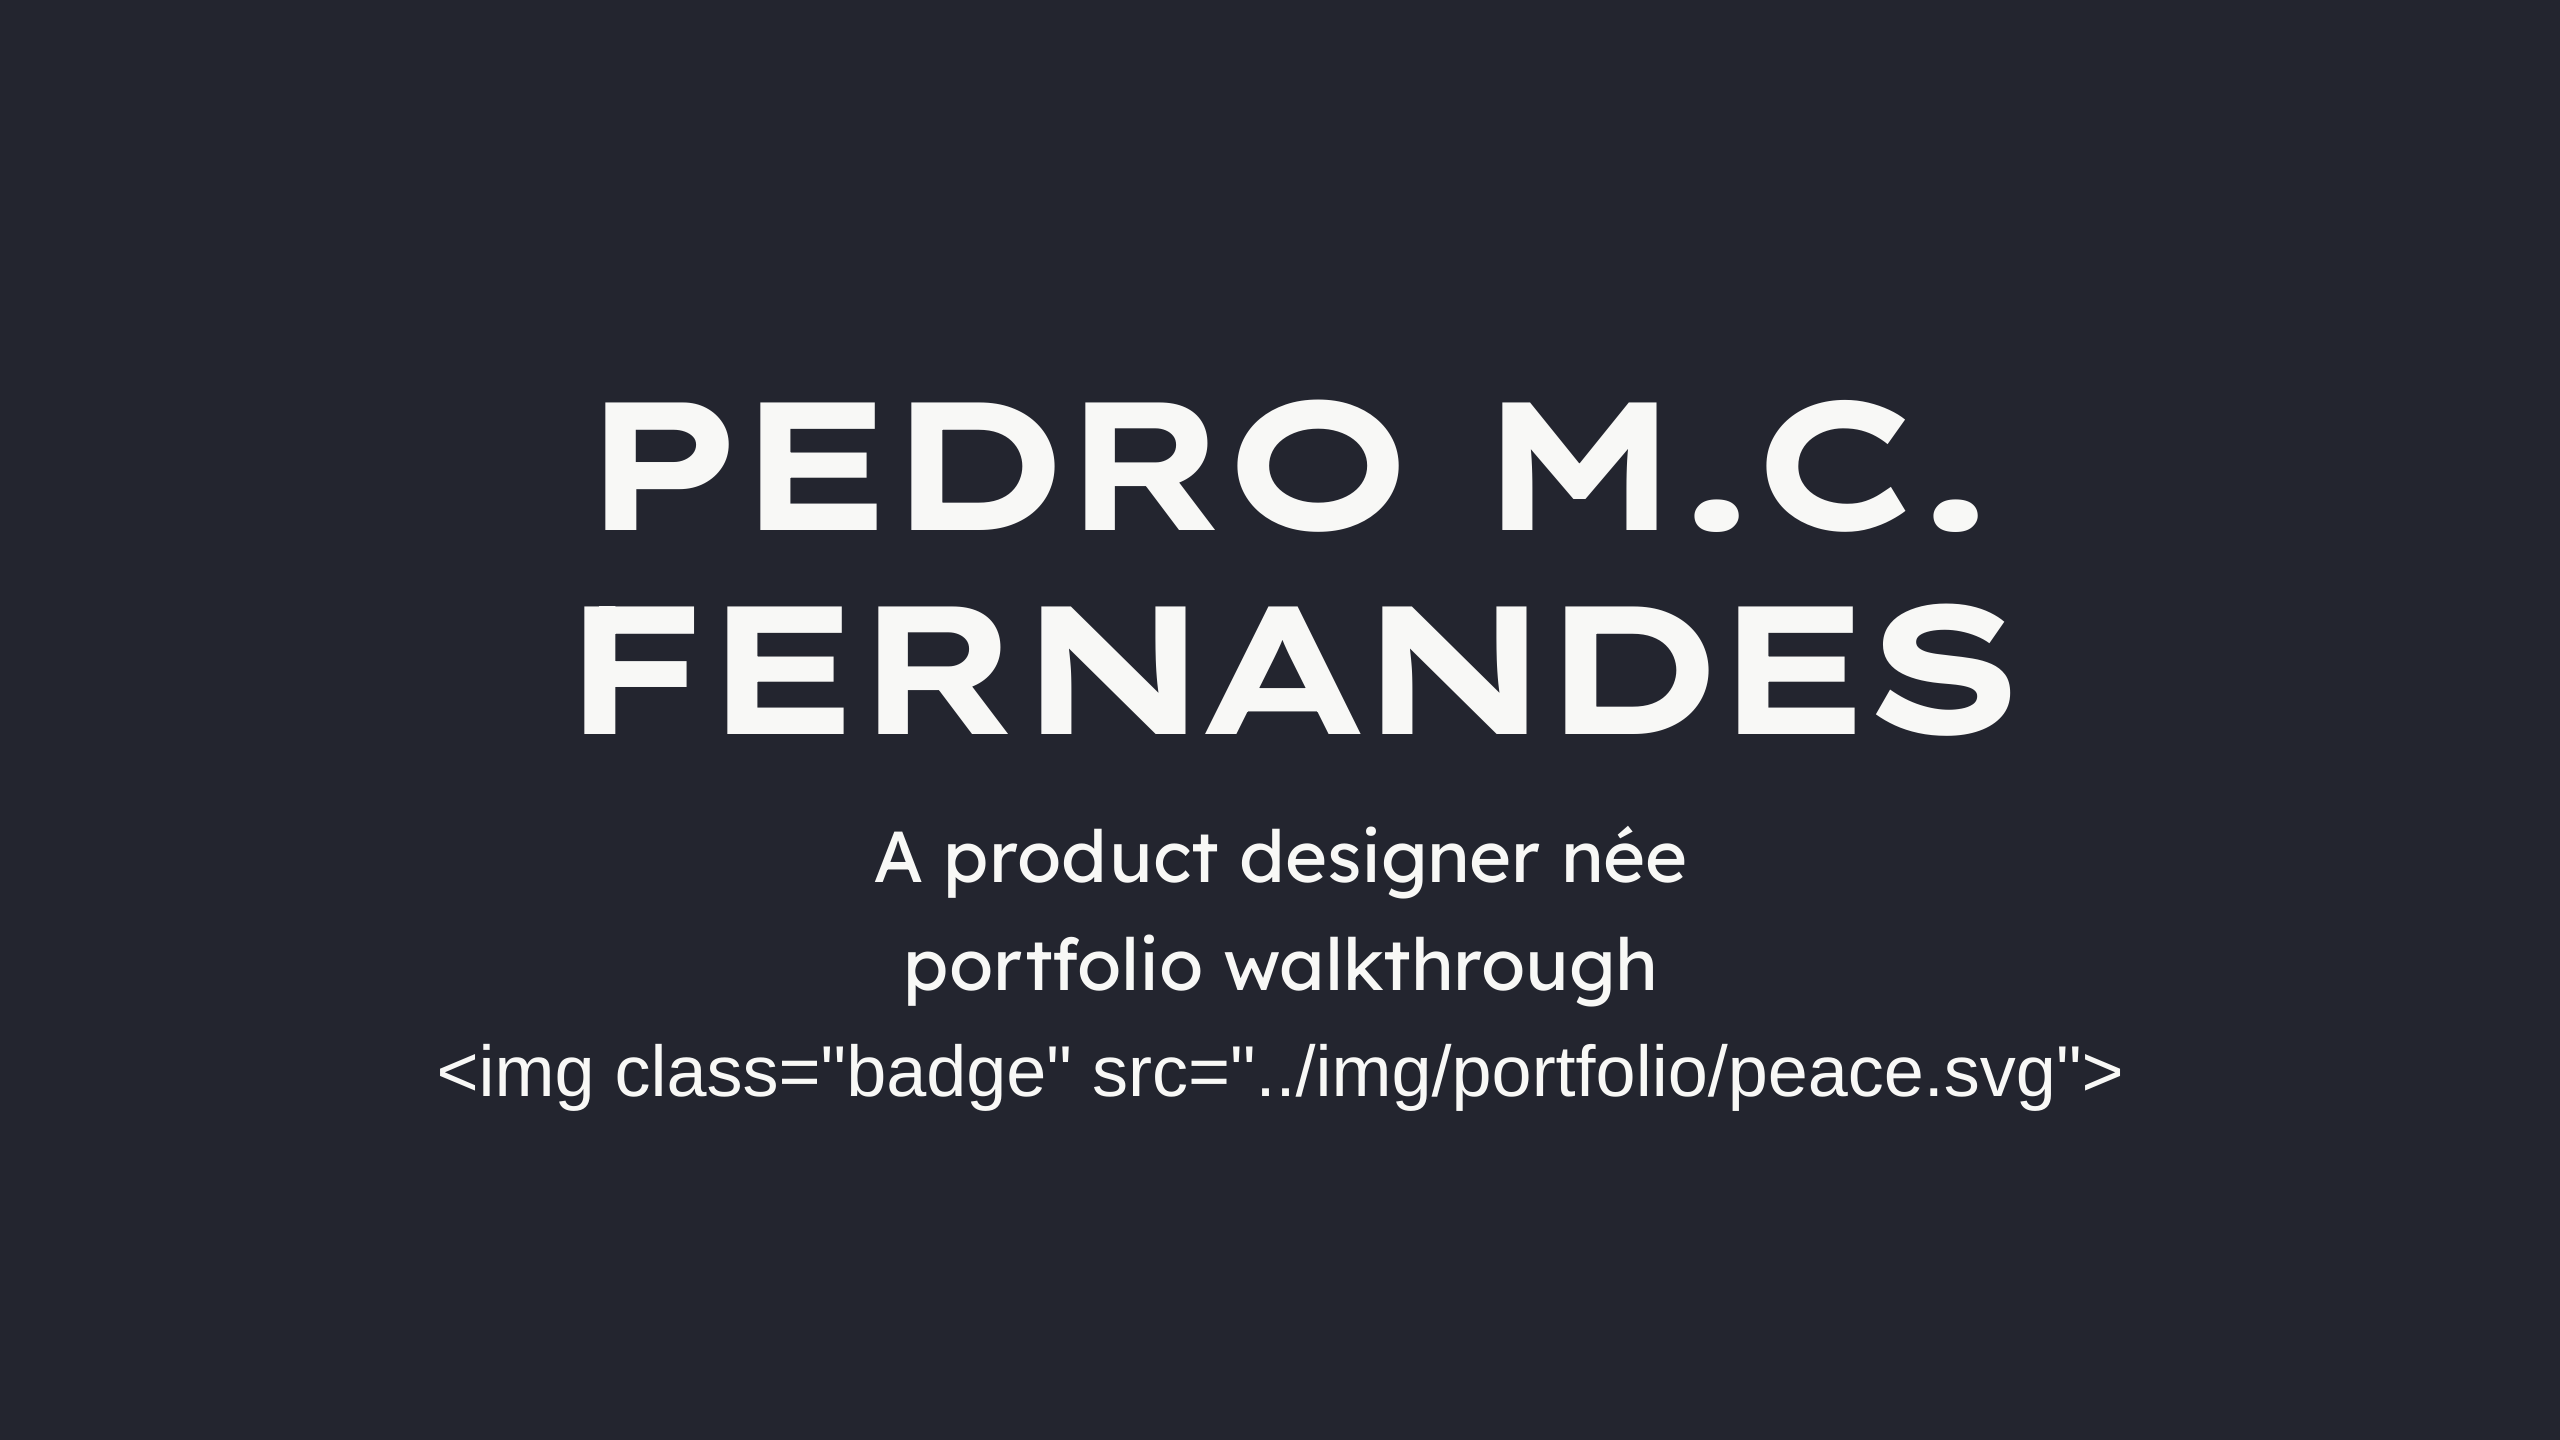 PEDRO M.C.
FERNANDES
A product designer née
portfolio walkthrough
<img class="badge" src="../img/portfolio/peace.svg">